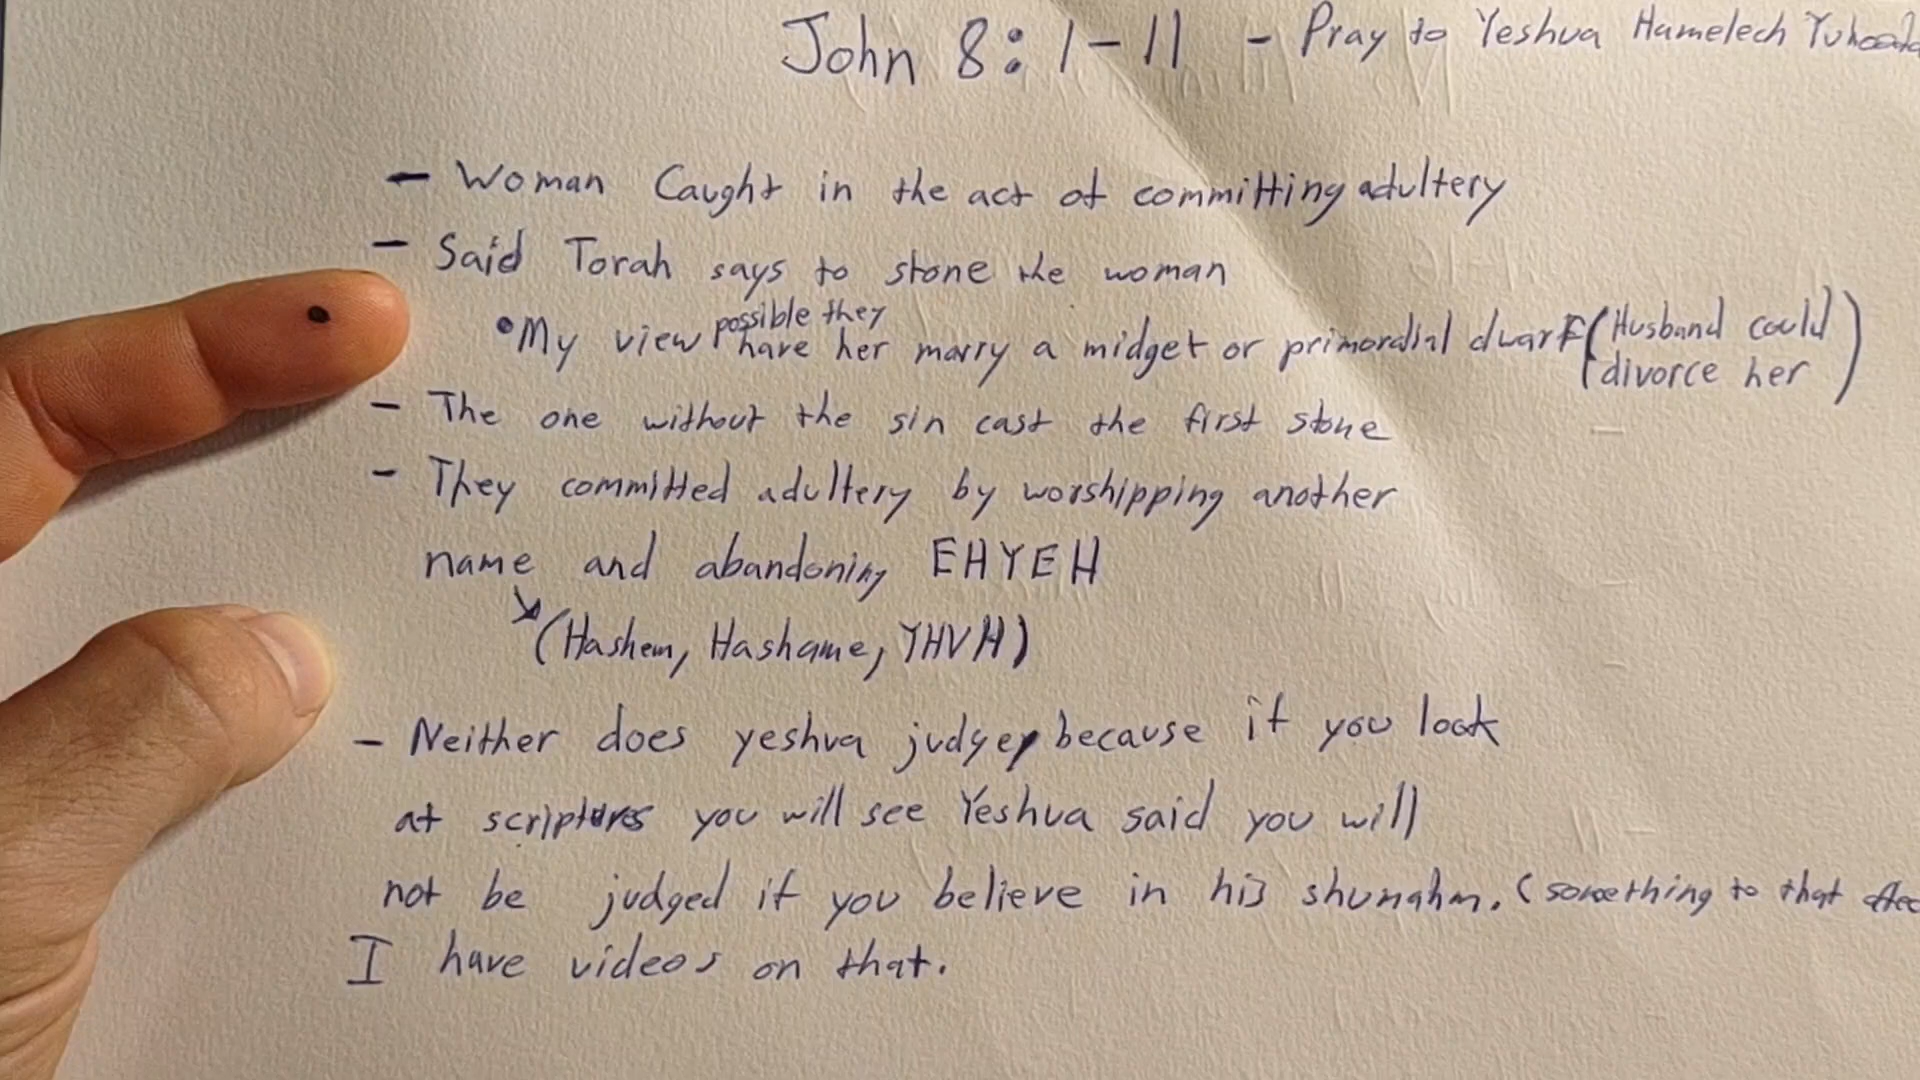 John 8:1-11 - Pray to Yeshua Hamelech
- Woman Caught in the act of committing adultery
- Said Torah says to stone the woman
• My view possible they have her marry a midget or primordial dwarf (Husband could divorce her)
- The one without the sin cast the first stone
- They committed adultery by worshipping another
name and abandoning EHYEH
(Hashem, Hashame, YHVH)
- Neither does yeshua judge because if you look
at scriptures you will see Yeshua said you will
not be judged if you believe in his shumahm. (something to that
I have videos on that.